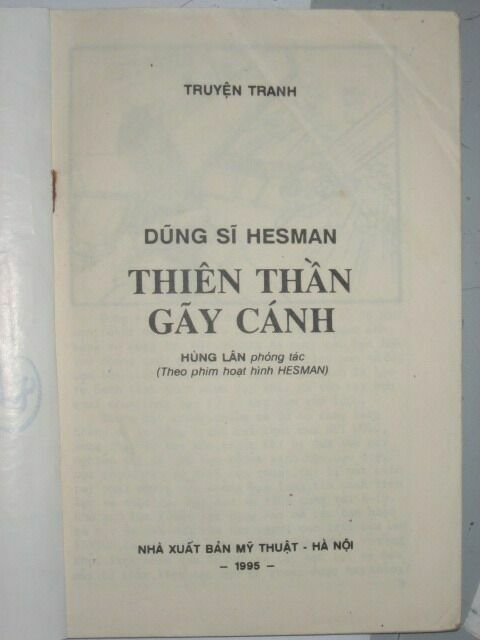 TRUYỆN TRANH
DŨNG SĨ HESMAN
THIÊN THẦN
GÃY CÁNH
HÙNG LÂN phóng tác
(Theo phim hoạt hình HESMAN)
NHÀ XUẤT BẢN MỸ THUẬT - HÀ NỘI
– 1995 –